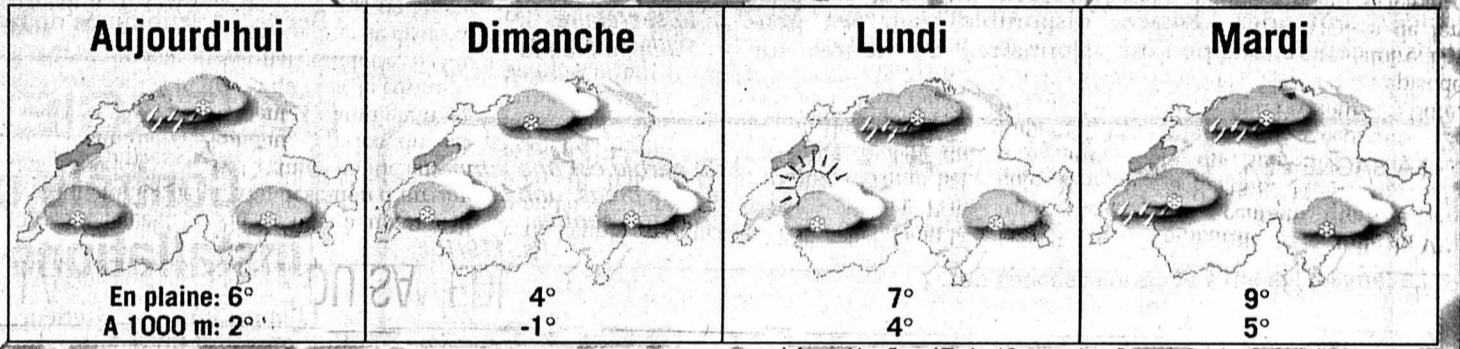 Aujourd'hui
En plaine: 6°
A 1000 m: 2°
Dimanche
4°
-1°
Lundi
7°
4°
Mardi
9°
5°